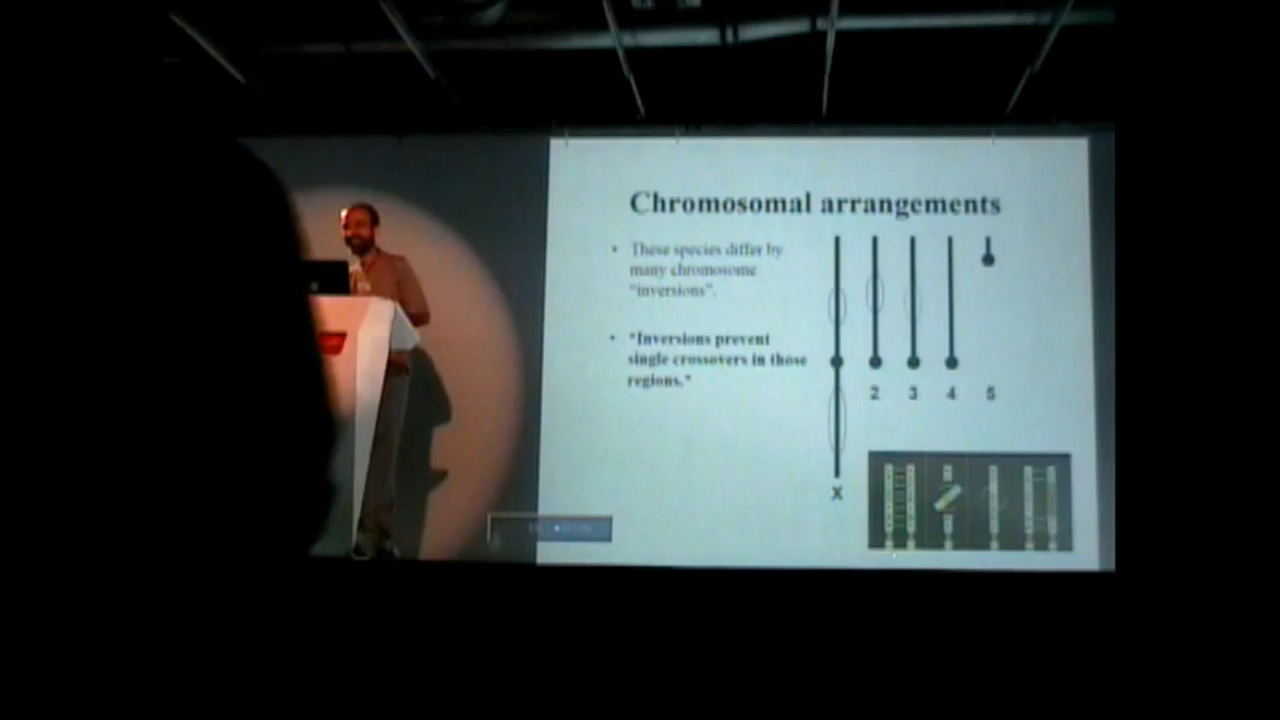 Chromosomal arrangements
• These species differ by
many chromosome
"inversions".
• *Inversions prevent
single crossovers in those
regions.*
2 3 4 5
X